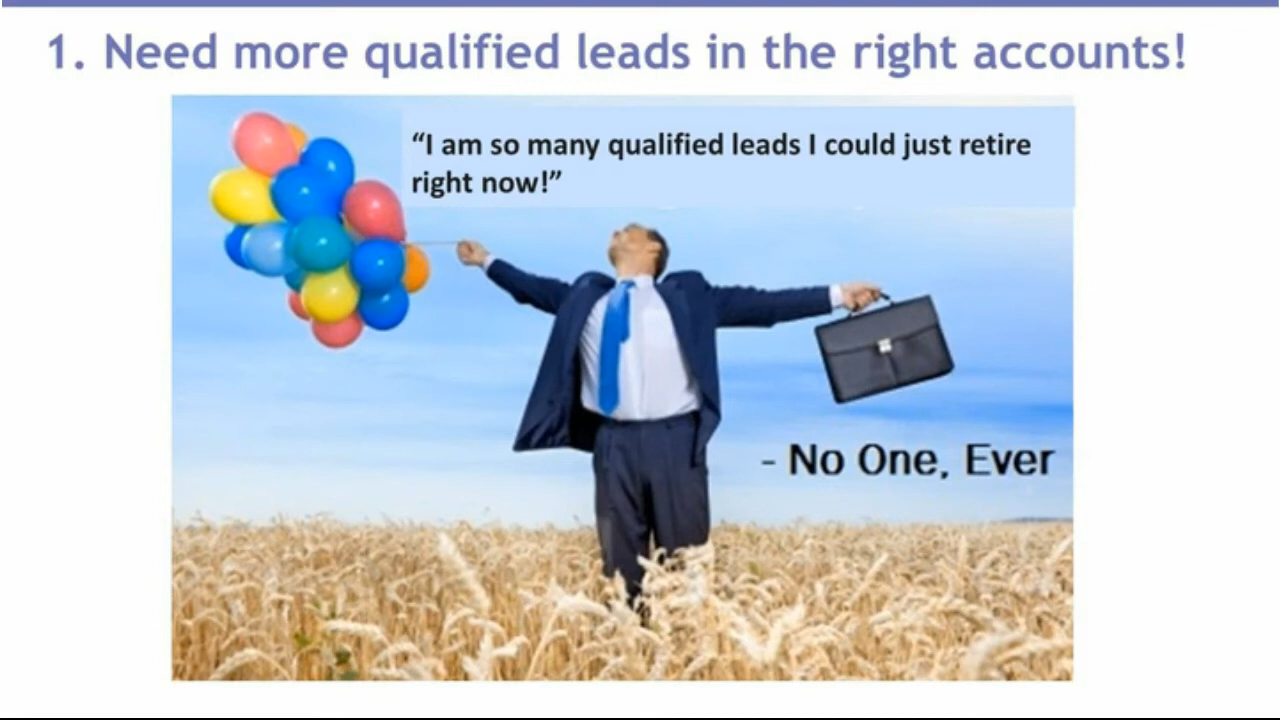 1. Need more qualified leads in the right accounts!
“I am so many qualified leads I could just retire
right now!”
- No One, Ever